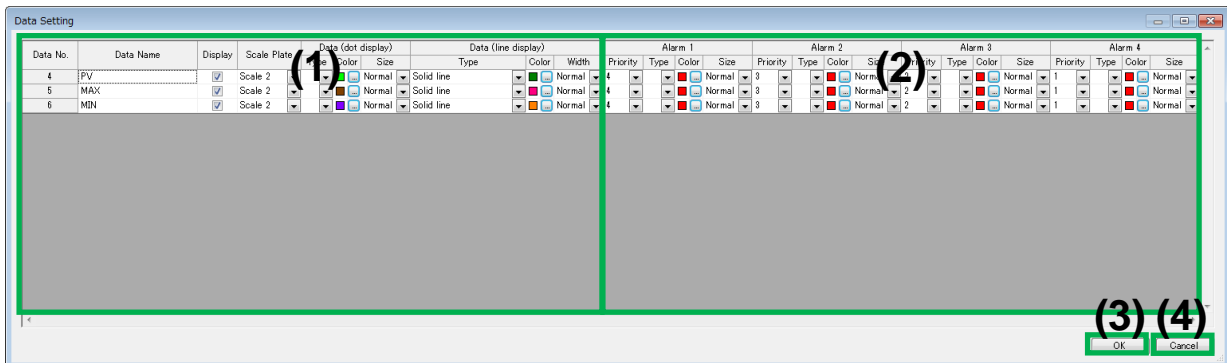 Data Setting
Data No. Data Name Display Scale Plate Data (dot display) Data (line display) Alarm 1 Alarm 2 Alarm 3 Alarm 4
Type Color Size Type Color Width Priority Type Color Size Priority Type Color Size Priority Type Color Size Priority Type Color Size
(1) (2)
4 PV Scale 2 Normal Solid line Normal 4 Normal 3 Normal 2 Normal 1 Normal
5 MAX Scale 2 Normal Solid line Normal 4 Normal 3 Normal 2 Normal 1 Normal
6 MIN Scale 2 Normal Solid line Normal 4 Normal 3 Normal 2 Normal 1 Normal
(3) (4)
OK Cancel